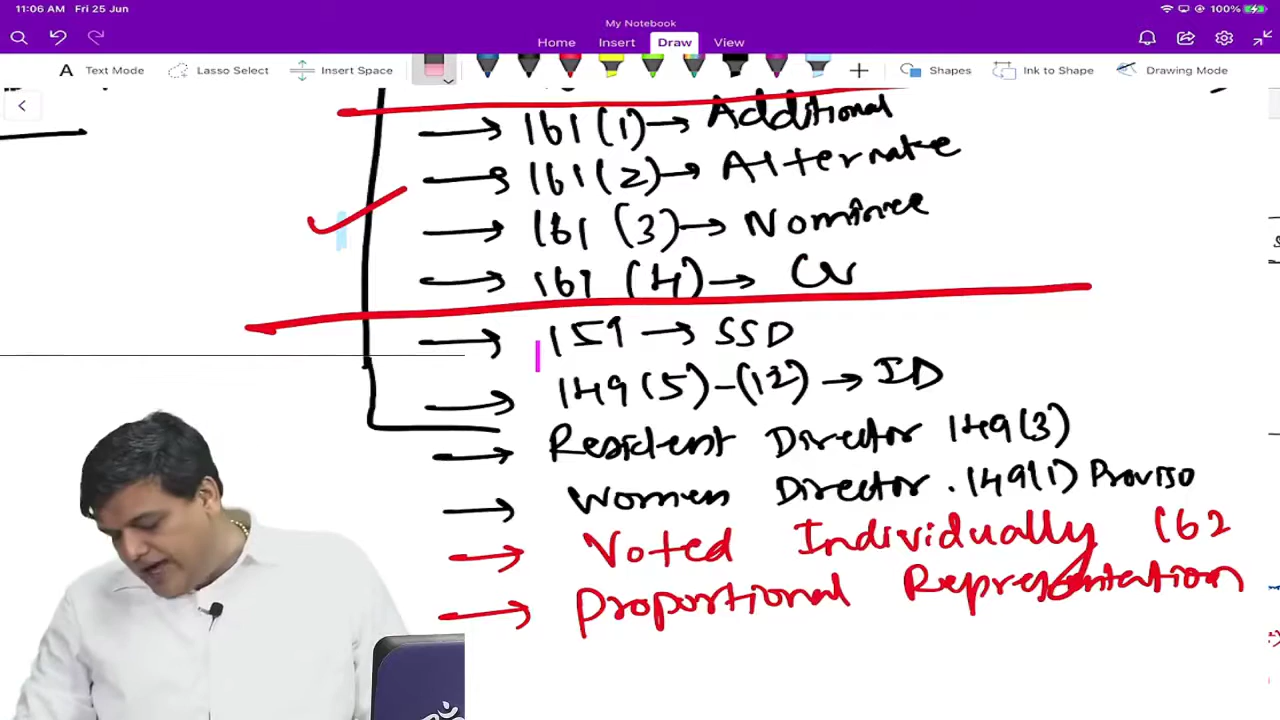 11:06 AM Fri 25 Jun
100%
My Notebook
Home Insert Draw View
Text Mode Lasso Select Insert Space Shapes Ink to Shape Drawing Mode
161(1) → Additional
161(2) → Alternate
161 (3) → Nominee
161 (4) → CV
159 → SSD
149(5)-(12) → ID
Resident Director 149(3)
Women Director . 149(1) Proviso
Voted Individually 162
Proportional Representation